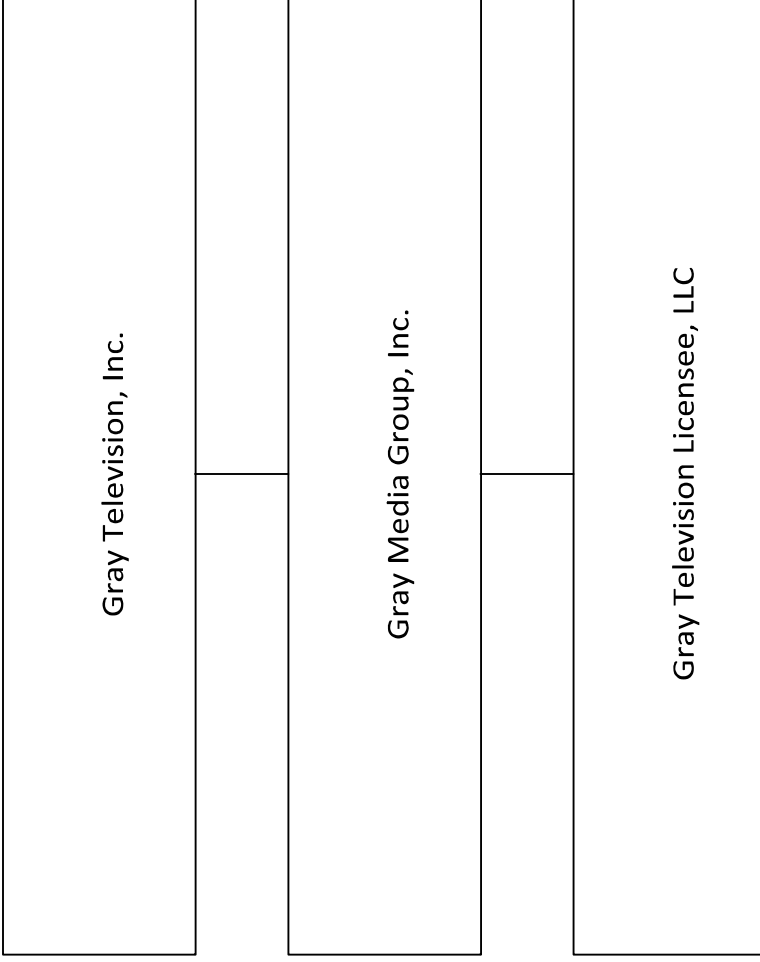 Gray Television, Inc.
Gray Media Group, Inc.
Gray Television Licensee, LLC